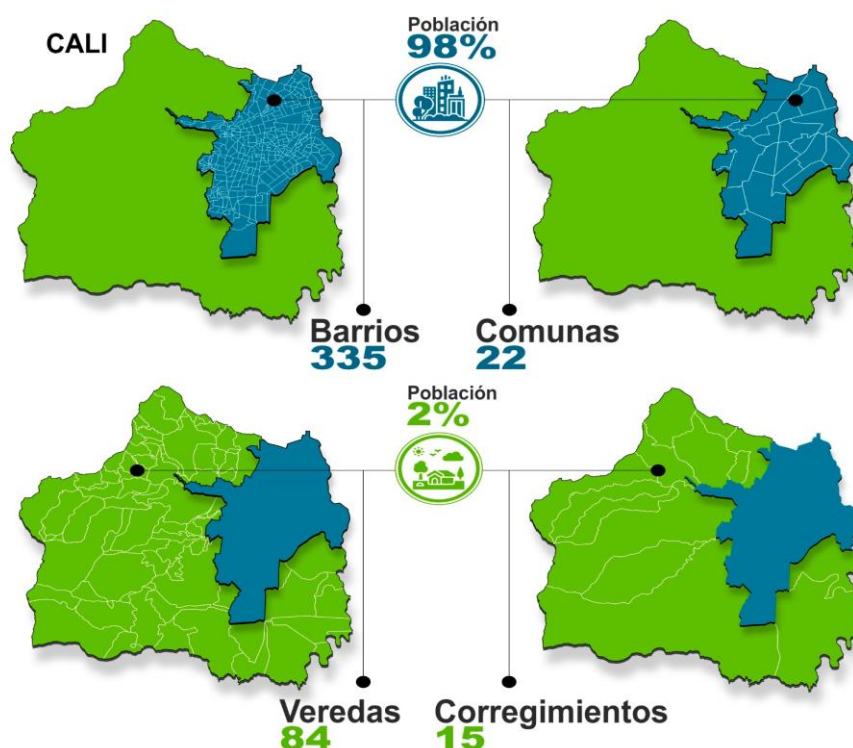 CALI
Población
98%
Barrios
335
Comunas
22
Población
2%
Veredas
84
Corregimientos
15